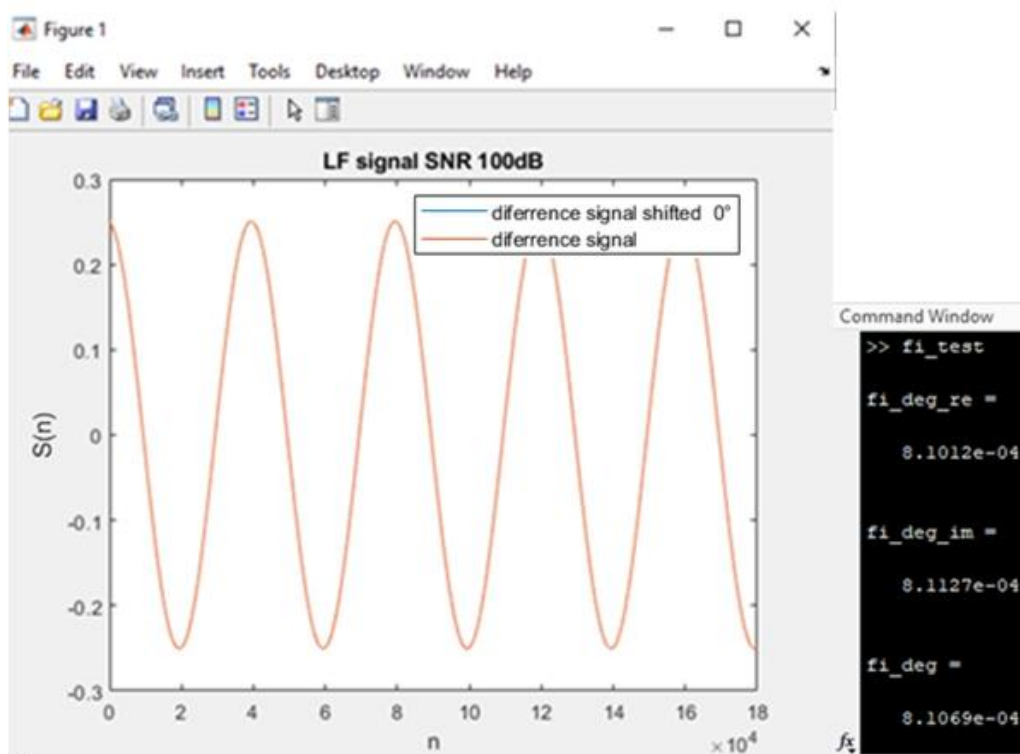 Figure 1
File Edit View Insert Tools Desktop Window Help
LF signal SNR 100dB
0.3
0.2
0.1
0
-0.1
-0.2
-0.3
S(n)
diferrence signal shifted 0°
diferrence signal
0 2 4 6 8 10 12 14 16 18
n
× 10^4
Command Window
>> fi_test
fi_deg_re =
8.1012e-04
fi_deg_im =
8.1127e-04
fi_deg =
8.1069e-04
fx